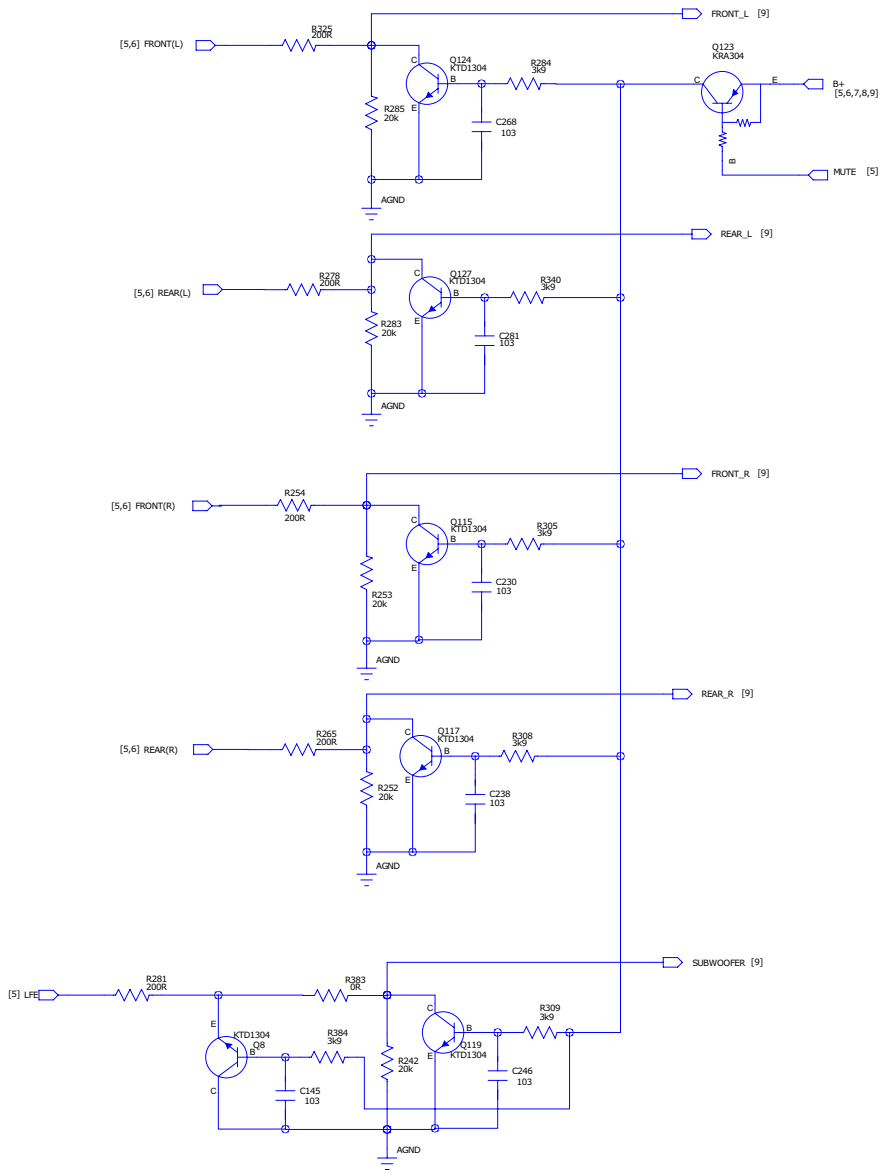 FRONT_L [9]
R325
200R
[5,6] FRONT(L)
Q123
KRA304
Q124
KTD1304
C
R284
3k9
C
E
B
B+
[5,6,7,8,9]
R285
20k
E
C268
103
B
MUTE [5]
AGND
REAR_L [9]
R278
200R
[5,6] REAR(L)
Q127
KTD1304
C
B
R340
3k9
R283
20k
E
C281
103
AGND
FRONT_R [9]
R254
200R
[5,6] FRONT(R)
Q115
KTD1304
C
B
R305
3k9
E
R253
20k
C230
103
AGND
REAR_R [9]
R265
200R
[5,6] REAR(R)
Q117
KTD1304
C
B
R308
3k9
E
R252
20k
C238
103
AGND
SUBWOOFER [9]
R281
200R
[5] LFE
R383
0R
C
B
R309
3k9
E
KTD1304
Q8
B
R384
3k9
Q119
KTD1304
E
R242
20k
C246
103
C
C145
103
AGND